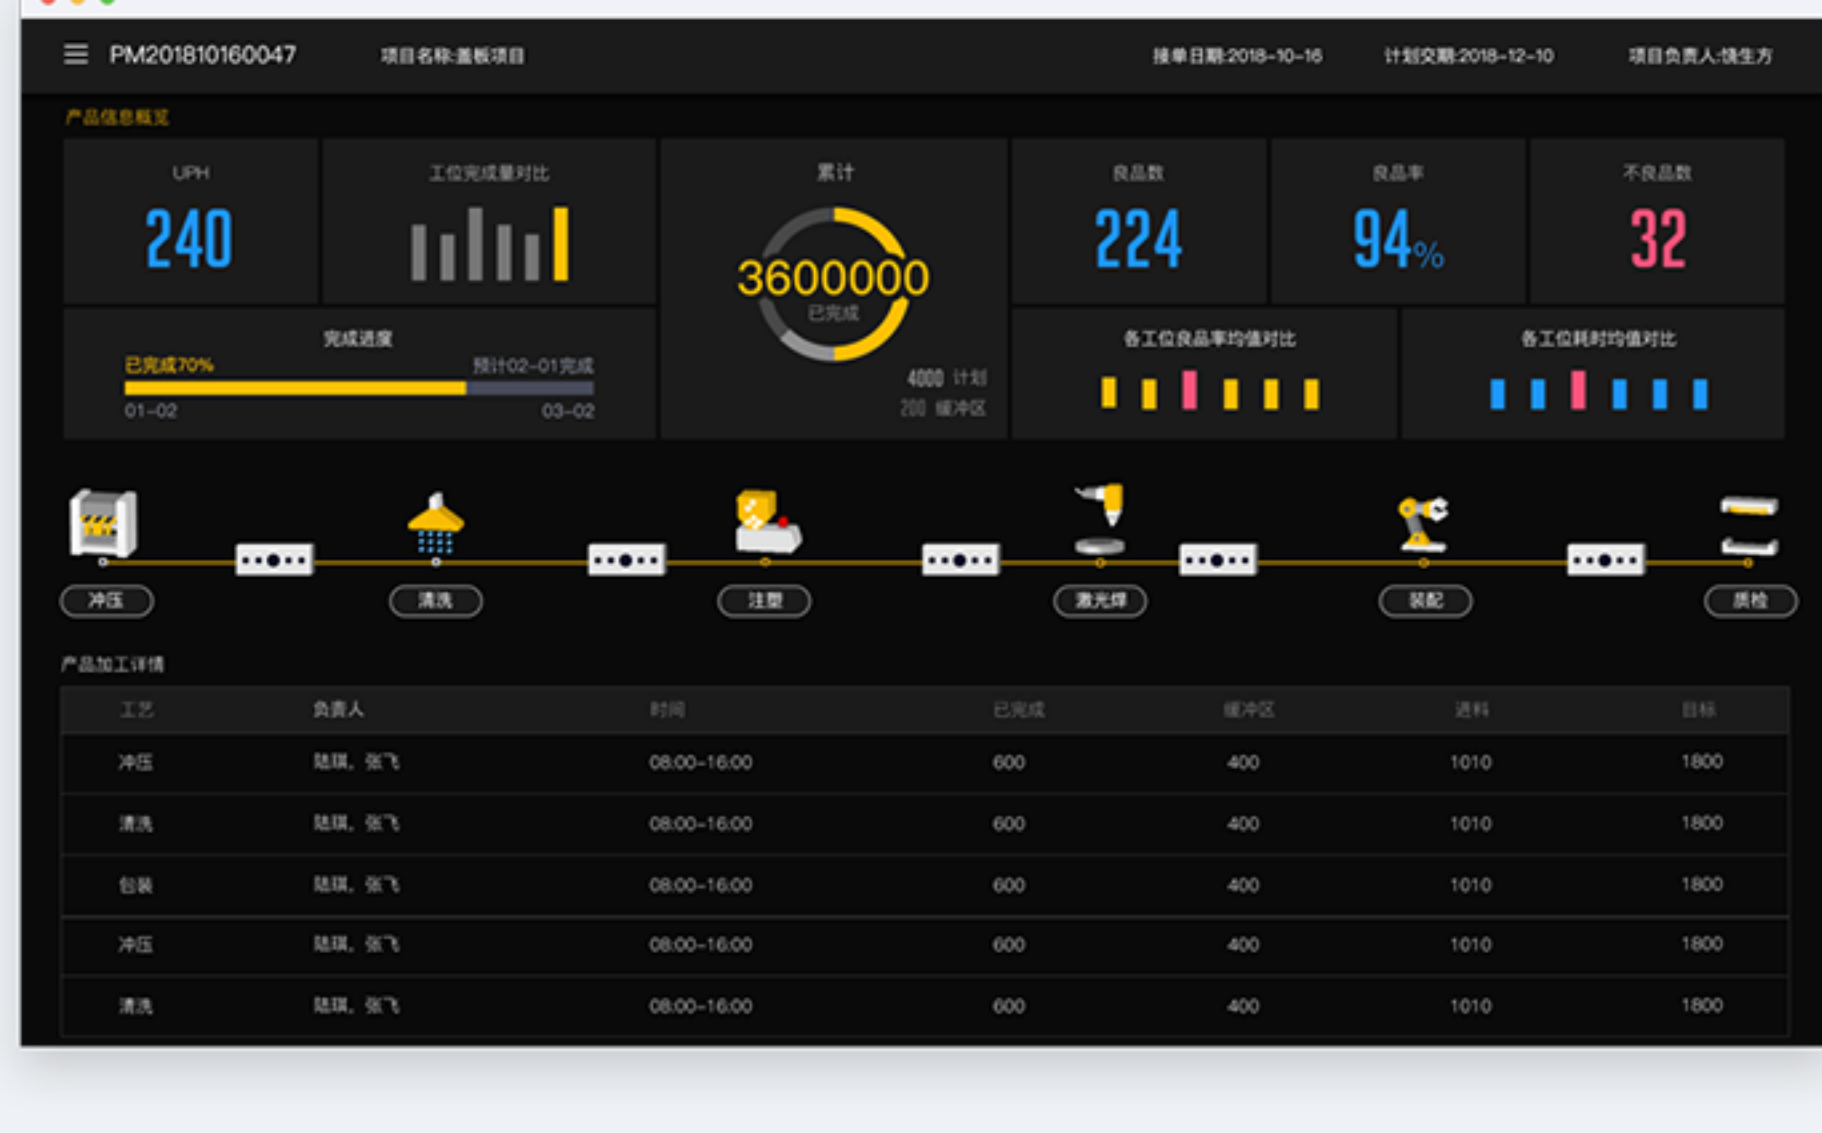 PM201810160047 项目名称:盖板项目 接单日期:2018-10-16 计划交期:2018-12-10 项目负责人:饶生方
产品信息概览
UPH 工位完成量对比 累计 良品数 良品率 不良品数
240 3600000 224 94% 32
已完成
完成进度 各工位良品率均值对比 各工位耗时均值对比
已完成70% 预计02-01完成
4000 计划
01-02 03-02
200 缓冲区
冲压 清洗 注塑 激光焊 装配 质检
产品加工详情
工艺 负责人 时间 已完成 缓冲区 进料 目标
冲压 陆琪,张飞 08:00-16:00 600 400 1010 1800
清洗 陆琪,张飞 08:00-16:00 600 400 1010 1800
包装 陆琪,张飞 08:00-16:00 600 400 1010 1800
冲压 陆琪,张飞 08:00-16:00 600 400 1010 1800
清洗 陆琪,张飞 08:00-16:00 600 400 1010 1800